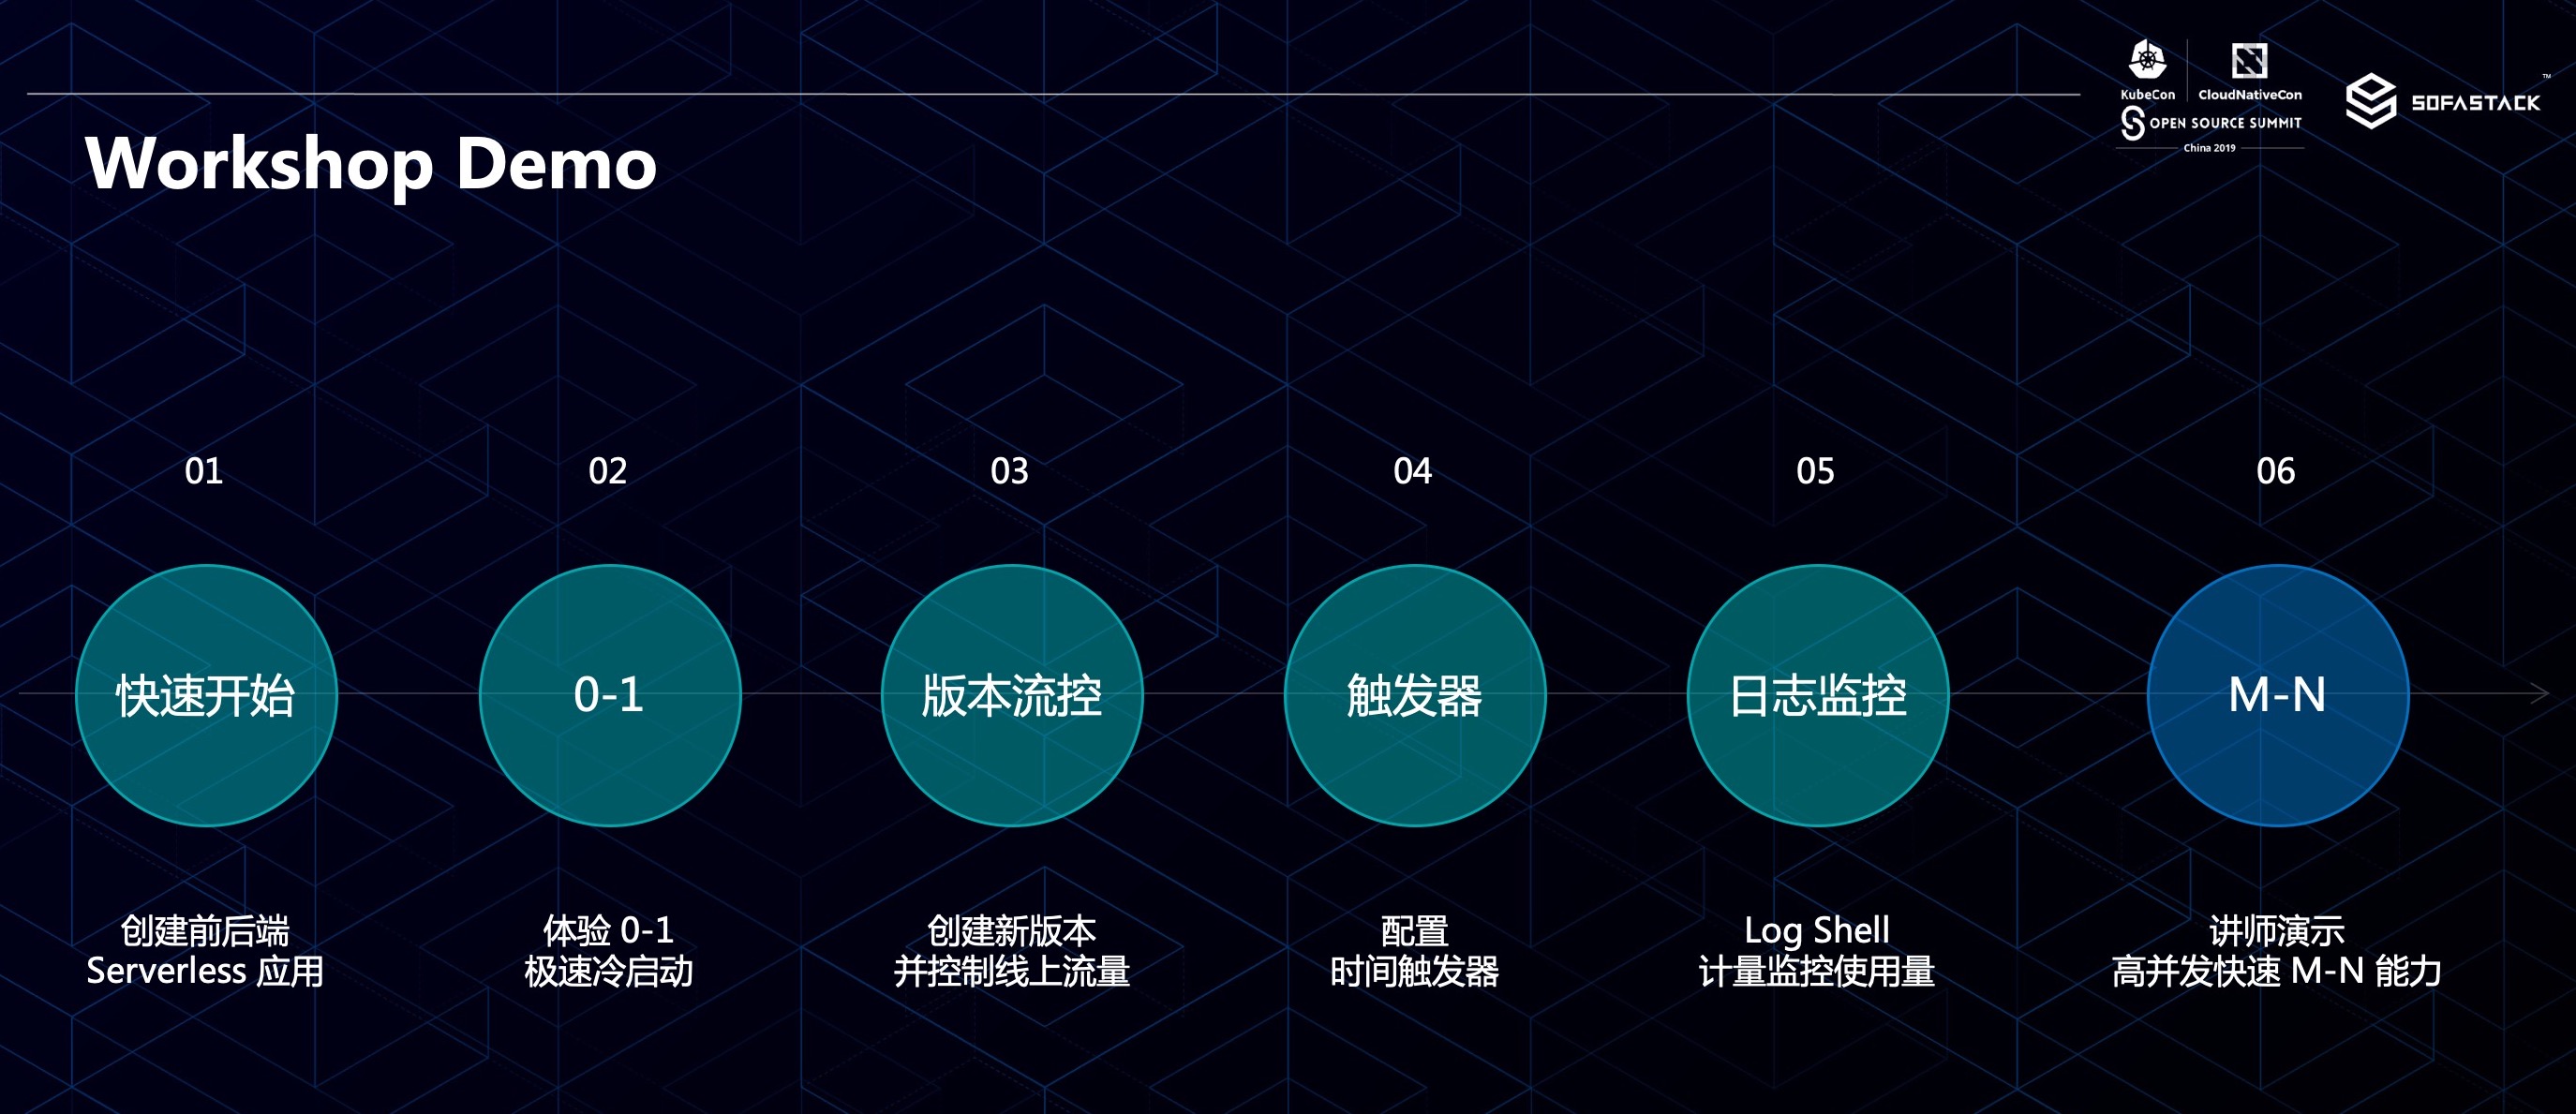 KubeCon
CloudNativeCon
OPEN SOURCE SUMMIT
China 2019
SOFASTACK
TM
Workshop Demo
01
02
03
04
05
06
快速开始
0-1
版本流控
触发器
日志监控
M-N
创建前后端
Serverless 应用
体验 0-1
极速冷启动
创建新版本
并控制线上流量
配置
时间触发器
Log Shell
计量监控使用量
讲师演示
高并发快速 M-N 能力